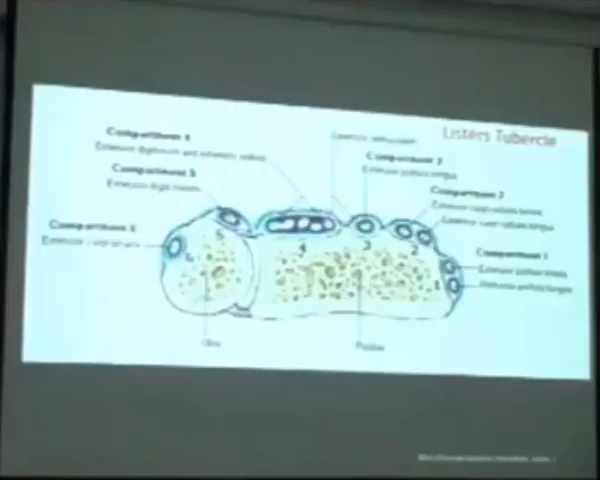 Listers Tubercle
Compartment 4
Extensor digitorum and extensor indicis
Compartment 3
Extensor pollicis longus
Compartment 5
Extensor digiti minimi
Compartment 2
Extensor carpi radialis brevis
Extensor carpi radialis longus
Compartment 6
Extensor carpi ulnaris
Compartment 1
Extensor pollicis brevis
Abductor pollicis longus
5
4
3
2
6
1
Ulna
Radius